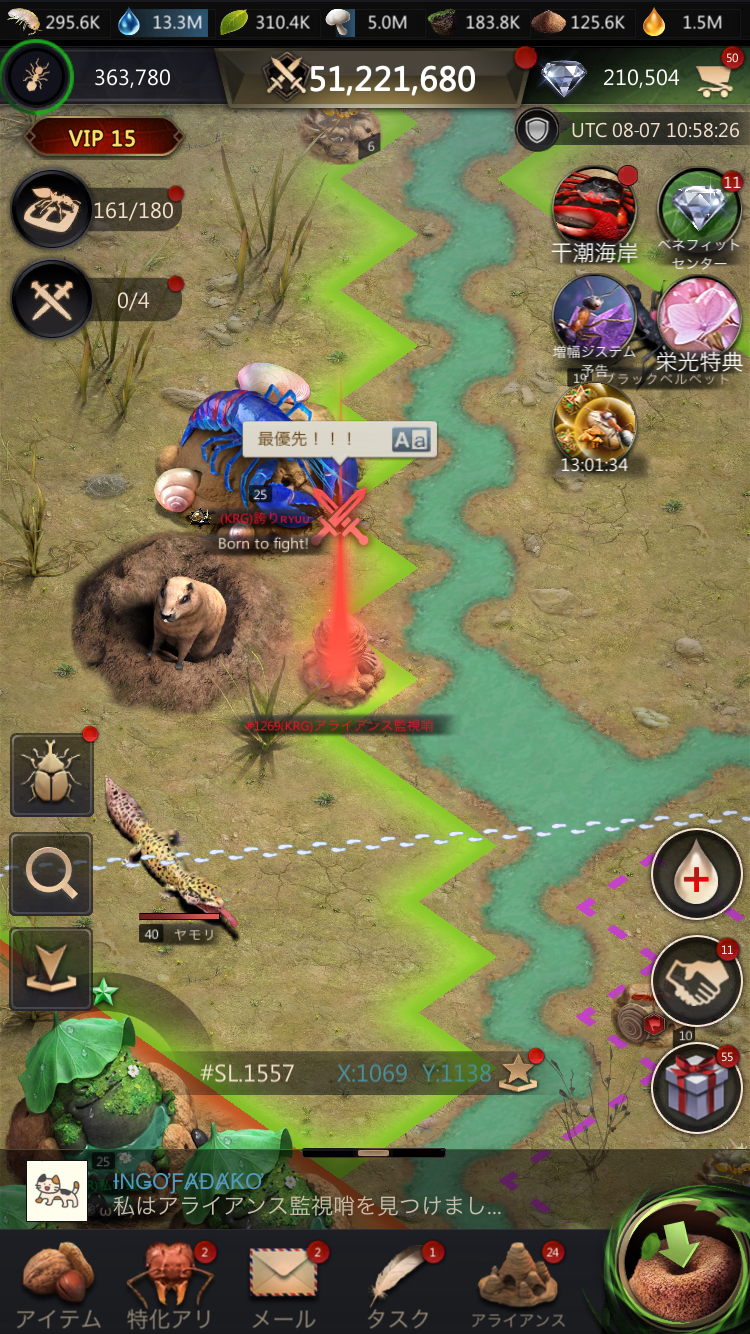 295.6K 13.3M 310.4K 5.0M 183.8K 125.6K 1.5M
363,780 51,221,680 210,504 50
VIP 15
6
UTC 08-07 10:58:26
161/180
11
干潮海岸
ベネフィット
センター
0/4
増幅システム
予告
栄光特典
19 ブラックベルベット
最優先！！！
Aa
13:01:34
25
(KRG)誇りRYUU
Born to fight!
#1269(KRG)アライアンス監視哨
40 ヤモリ
11
10
#SL.1557 X:1069 Y:1138
55
25
私はアライアンス監視哨を見つけまし...
2
2
1
24
アイテム
特化アリ
メール
タスク
アライアンス